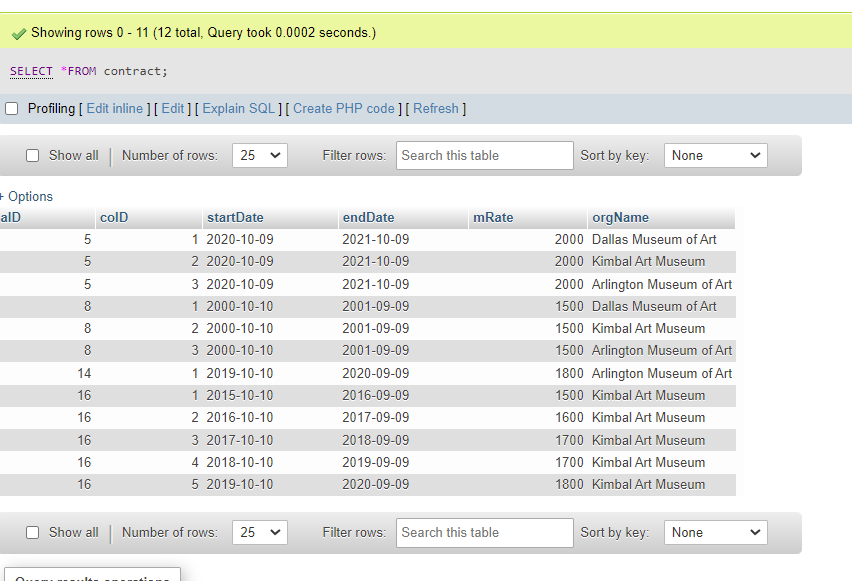 Showing rows 0 - 11 (12 total, Query took 0.0002 seconds.)
SELECT *FROM contract;
Profiling [ Edit inline ] [ Edit ] [ Explain SQL ] [ Create PHP code ] [ Refresh ]
Show all | Number of rows: 25 Filter rows: Search this table Sort by key: None
+ Options
aID coID startDate endDate mRate orgName
5 1 2020-10-09 2021-10-09 2000 Dallas Museum of Art
5 2 2020-10-09 2021-10-09 2000 Kimbal Art Museum
5 3 2020-10-09 2021-10-09 2000 Arlington Museum of Art
8 1 2000-10-10 2001-09-09 1500 Dallas Museum of Art
8 2 2000-10-10 2001-09-09 1500 Kimbal Art Museum
8 3 2000-10-10 2001-09-09 1500 Arlington Museum of Art
14 1 2019-10-10 2020-09-09 1800 Arlington Museum of Art
16 1 2015-10-10 2016-09-09 1500 Kimbal Art Museum
16 2 2016-10-10 2017-09-09 1600 Kimbal Art Museum
16 3 2017-10-10 2018-09-09 1700 Kimbal Art Museum
16 4 2018-10-10 2019-09-09 1700 Kimbal Art Museum
16 5 2019-10-10 2020-09-09 1800 Kimbal Art Museum
Show all | Number of rows: 25 Filter rows: Search this table Sort by key: None
Query results operations